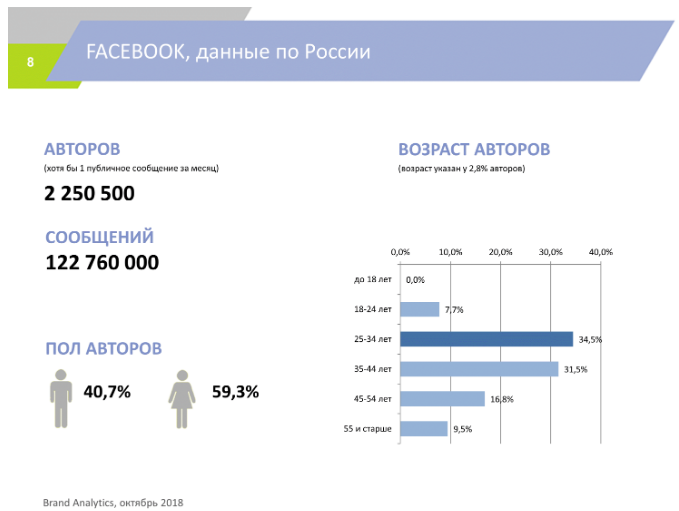 8
FACEBOOK, данные по России
АВТОРОВ
(хотя бы 1 публичное сообщение за месяц)
2 250 500
СООБЩЕНИЙ
122 760 000
ПОЛ АВТОРОВ
40,7%
59,3%
ВОЗРАСТ АВТОРОВ
(возраст указан у 2,8% авторов)
0,0% 10,0% 20,0% 30,0% 40,0%
до 18 лет 0,0%
18-24 лет 7,7%
25-34 лет 34,5%
35-44 лет 31,5%
45-54 лет 16,8%
55 и старше 9,5%
Brand Analytics, октябрь 2018